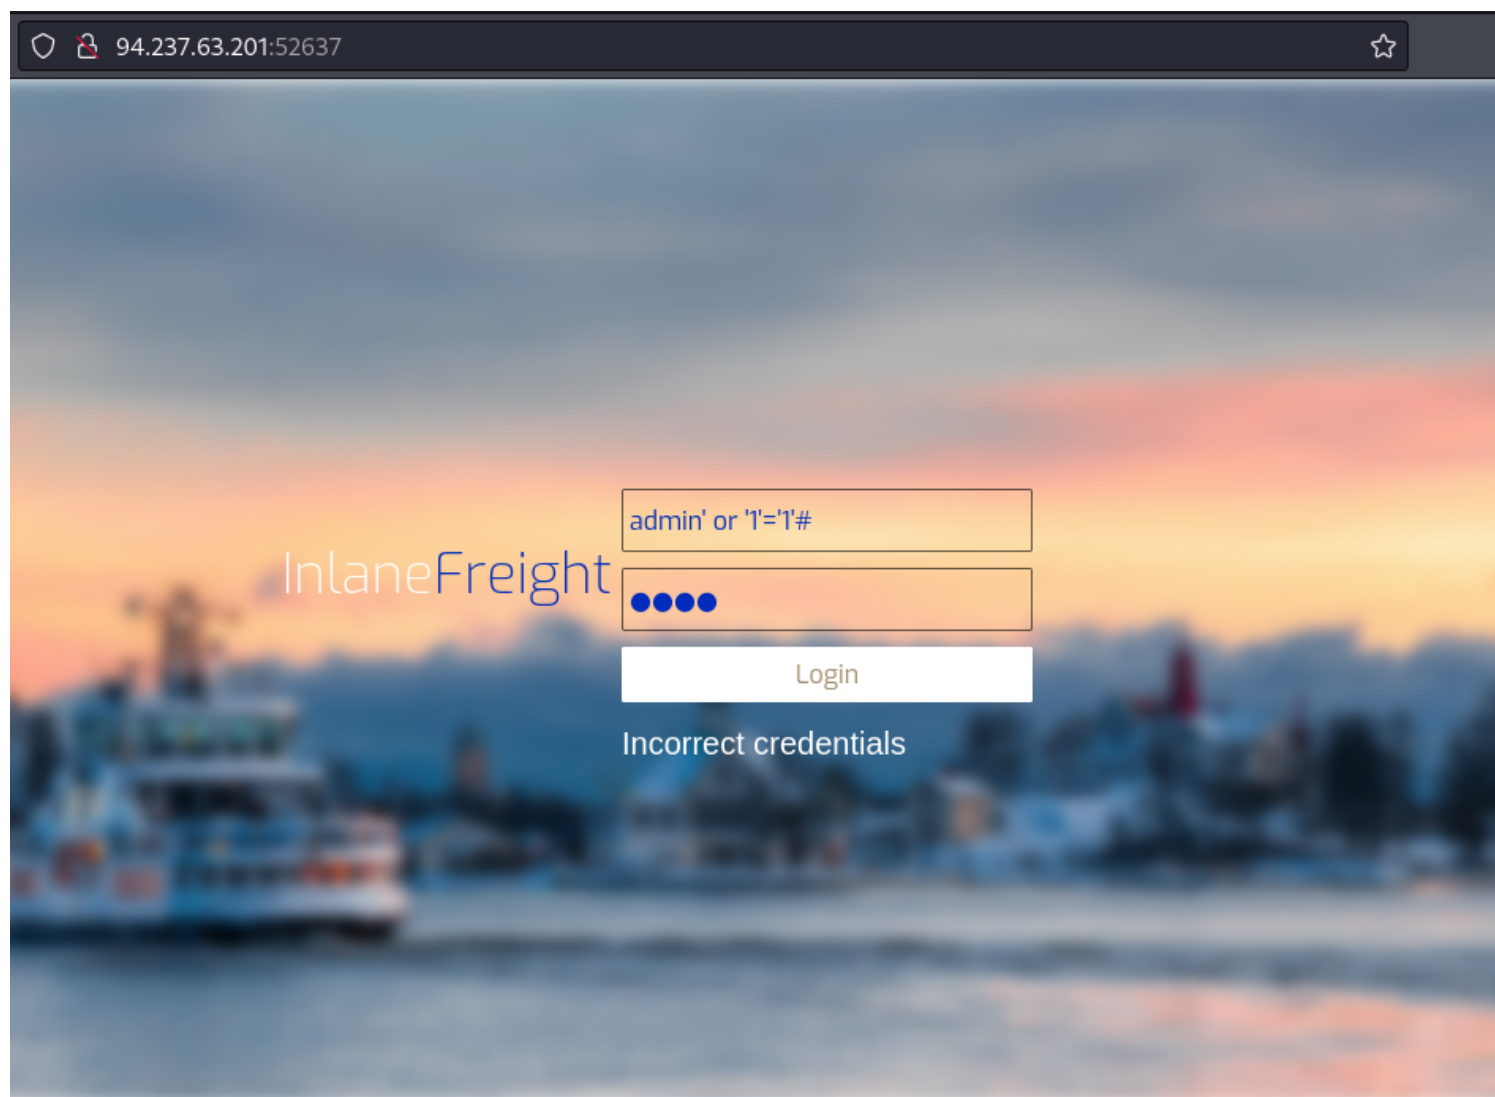 94.237.63.201:52637
admin' or '1'='1'#
InlaneFreight
Login
Incorrect credentials